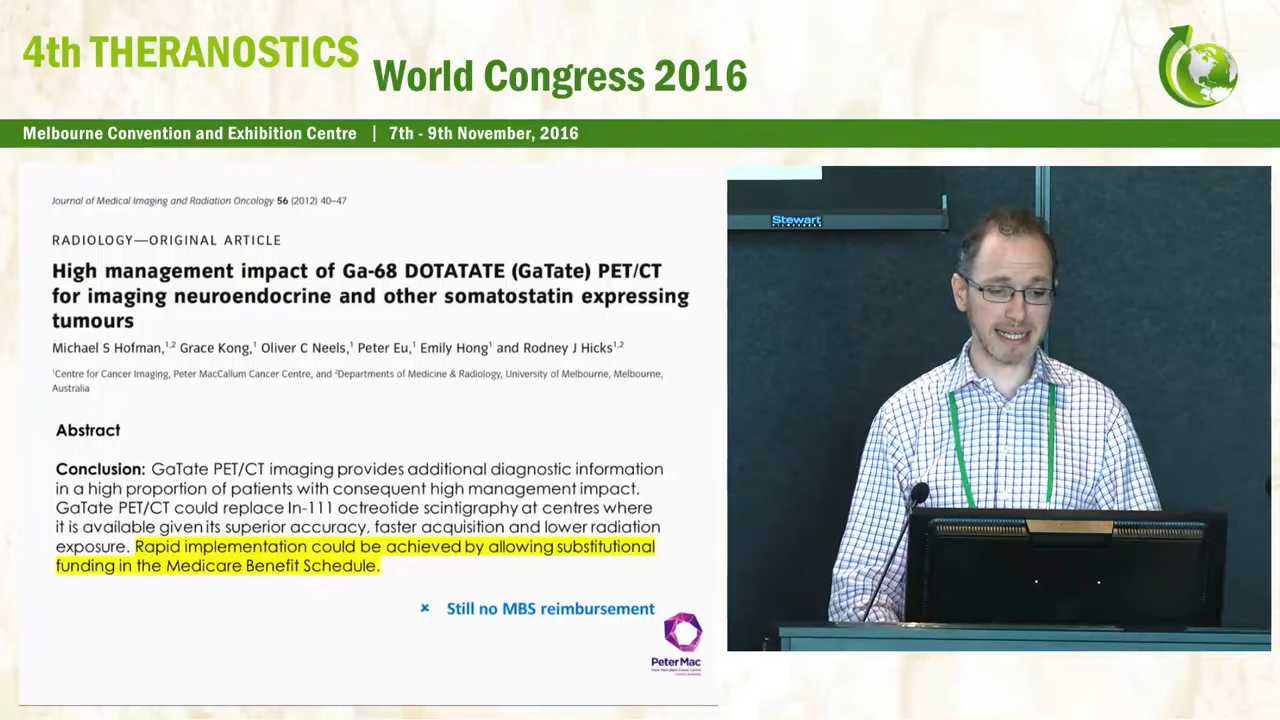 4th THERANOSTICS
World Congress 2016
Melbourne Convention and Exhibition Centre | 7th - 9th November, 2016
Journal of Medical Imaging and Radiation Oncology 56 (2012) 40–47
RADIOLOGY—ORIGINAL ARTICLE
High management impact of Ga-68 DOTATATE (GaTate) PET/CT
for imaging neuroendocrine and other somatostatin expressing
tumours
Michael S Hofman,1,2 Grace Kong,1 Oliver C Neels,1 Peter Eu,1 Emily Hong1 and Rodney J Hicks1,2
1Centre for Cancer Imaging, Peter MacCallum Cancer Centre, and 2Departments of Medicine & Radiology, University of Melbourne, Melbourne,
Australia
Abstract
Conclusion: GaTate PET/CT imaging provides additional diagnostic information
in a high proportion of patients with consequent high management impact.
GaTate PET/CT could replace In-111 octreotide scintigraphy at centres where
it is available given its superior accuracy, faster acquisition and lower radiation
exposure. Rapid implementation could be achieved by allowing substitutional
funding in the Medicare Benefit Schedule.
× Still no MBS reimbursement
Peter Mac
Stewart